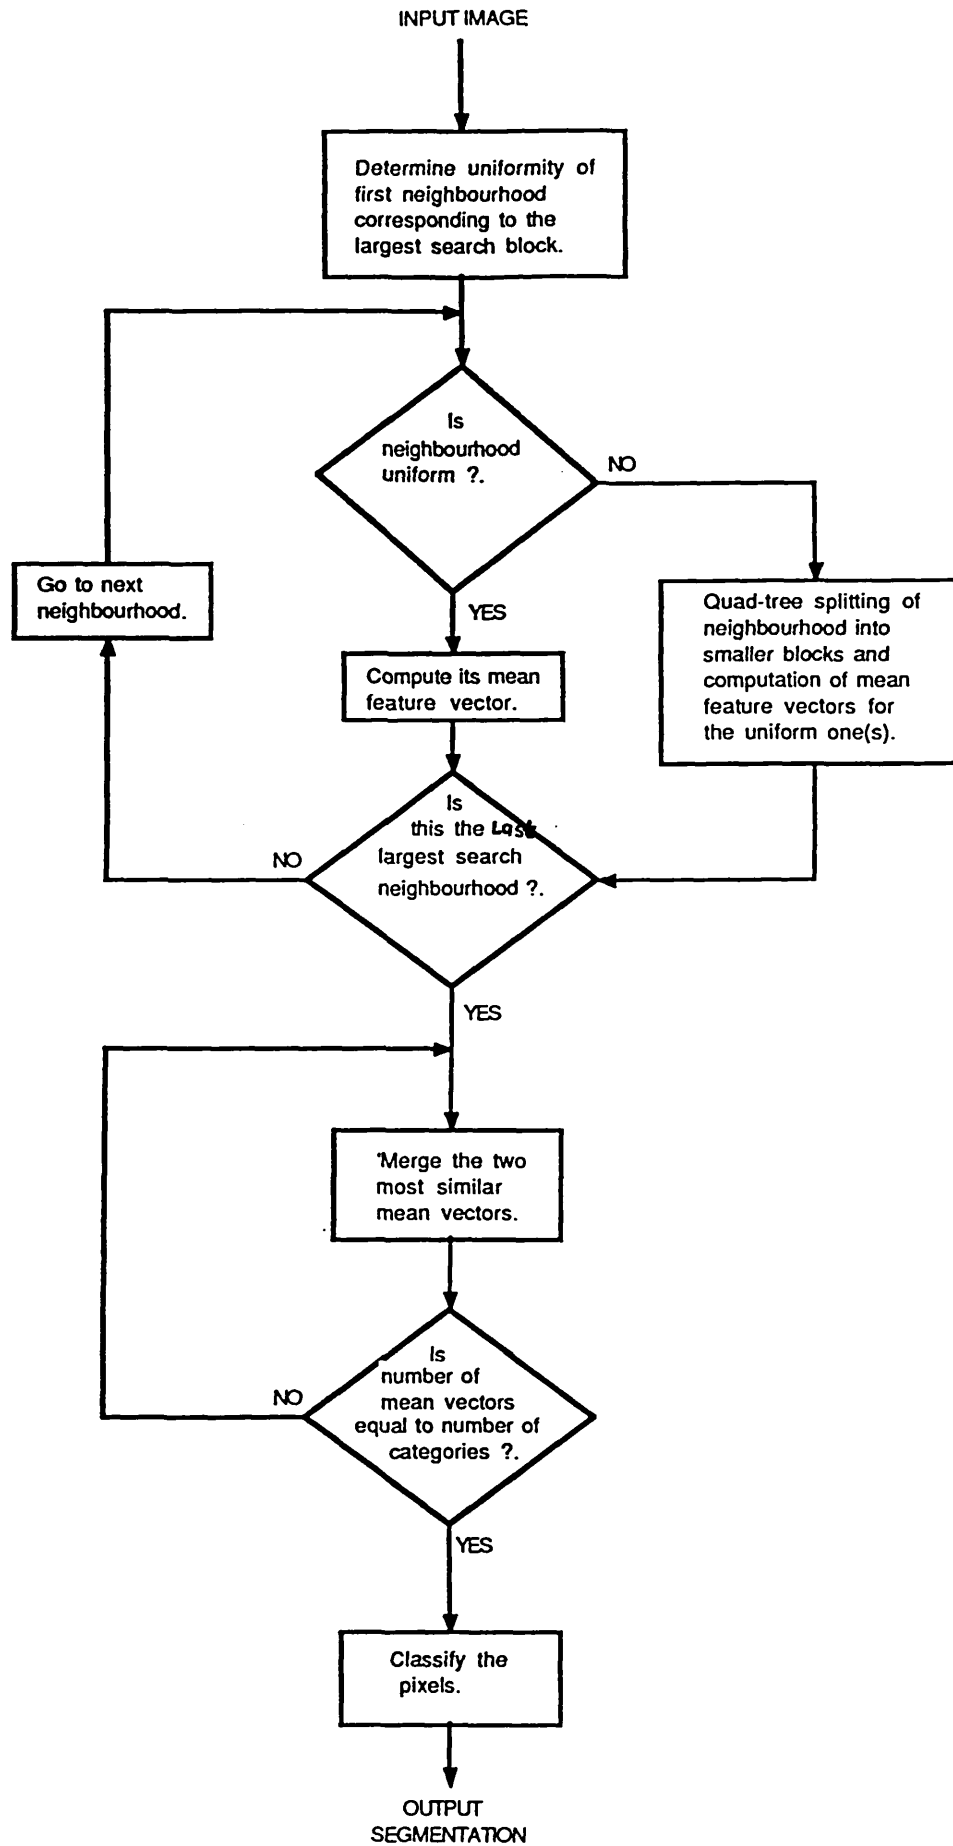 INPUT IMAGE
Determine uniformity of
first neighbourhood
corresponding to the
largest search block.
Is
neighbourhood
uniform ?.
NO
Go to next
neighbourhood.
YES
Quad-tree splitting of
neighbourhood into
smaller blocks and
computation of mean
feature vectors for
the uniform one(s).
Compute its mean
feature vector.
Is
this the Last
largest search
neighbourhood ?.
NO
YES
Merge the two
most similar
mean vectors.
Is
number of
mean vectors
equal to number of
categories ?.
NO
YES
Classify the
pixels.
OUTPUT
SEGMENTATION